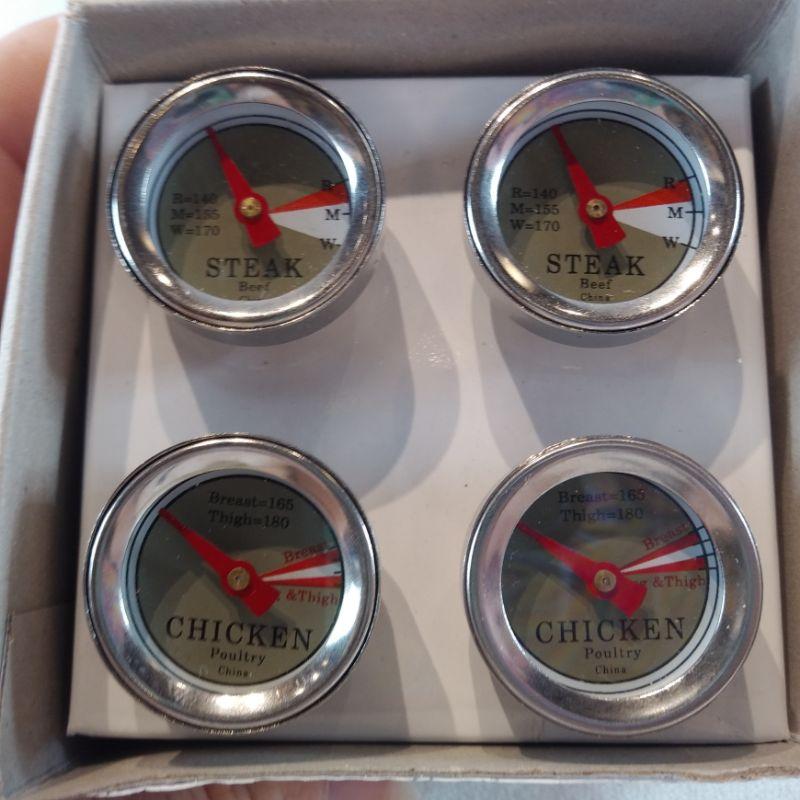 R=140
M=155
W=170
R
M
W
STEAK
Beef
R=140
M=155
W=170
R
M
W
STEAK
Beef
China
Breast=165
Thigh=180
Breast
&Thigh
CHICKEN
Poultry
China
Breast=165
Thigh=180
Breast
&Thigh
CHICKEN
Poultry
China